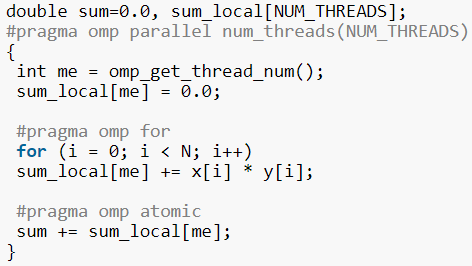 double sum=0.0, sum_local[NUM_THREADS];
#pragma omp parallel num_threads(NUM_THREADS)
{
int me = omp_get_thread_num();
sum_local[me] = 0.0;
#pragma omp for
for (i = 0; i < N; i++)
sum_local[me] += x[i] * y[i];
#pragma omp atomic
sum += sum_local[me];
}